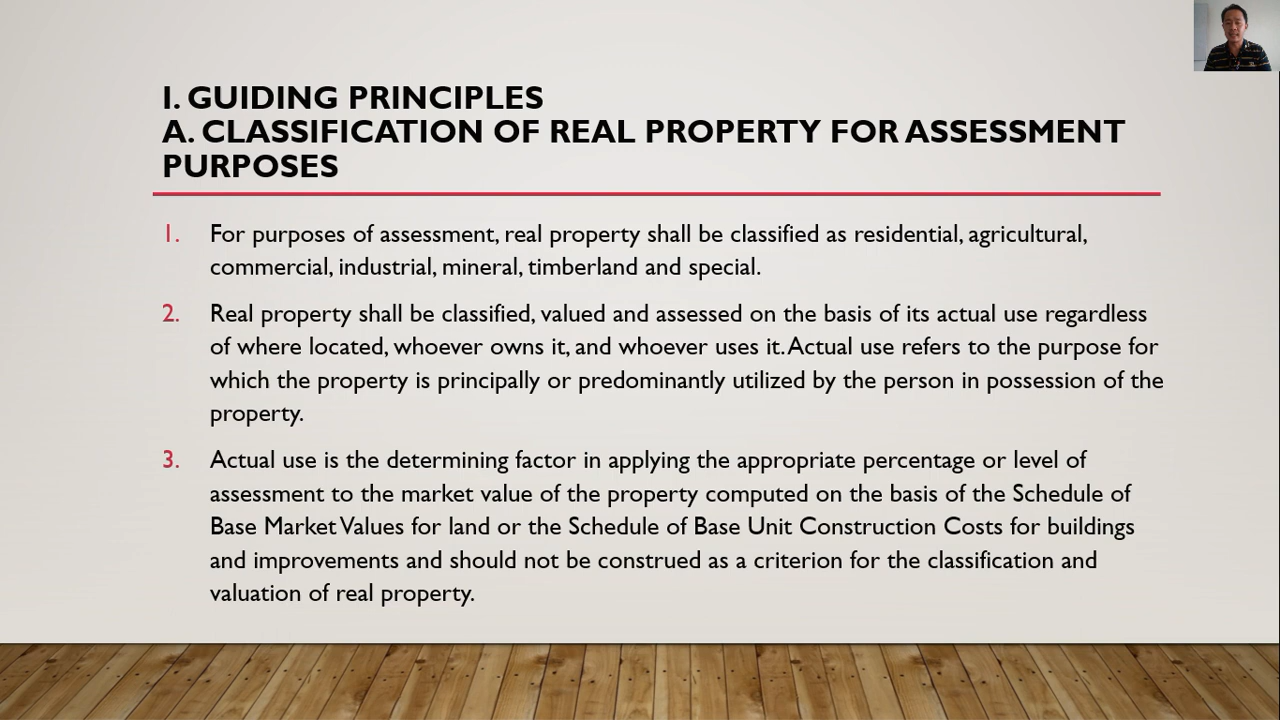 I. GUIDING PRINCIPLES
A. CLASSIFICATION OF REAL PROPERTY FOR ASSESSMENT
PURPOSES
1. For purposes of assessment, real property shall be classified as residential, agricultural,
commercial, industrial, mineral, timberland and special.
2. Real property shall be classified, valued and assessed on the basis of its actual use regardless
of where located, whoever owns it, and whoever uses it. Actual use refers to the purpose for
which the property is principally or predominantly utilized by the person in possession of the
property.
3. Actual use is the determining factor in applying the appropriate percentage or level of
assessment to the market value of the property computed on the basis of the Schedule of
Base Market Values for land or the Schedule of Base Unit Construction Costs for buildings
and improvements and should not be construed as a criterion for the classification and
valuation of real property.